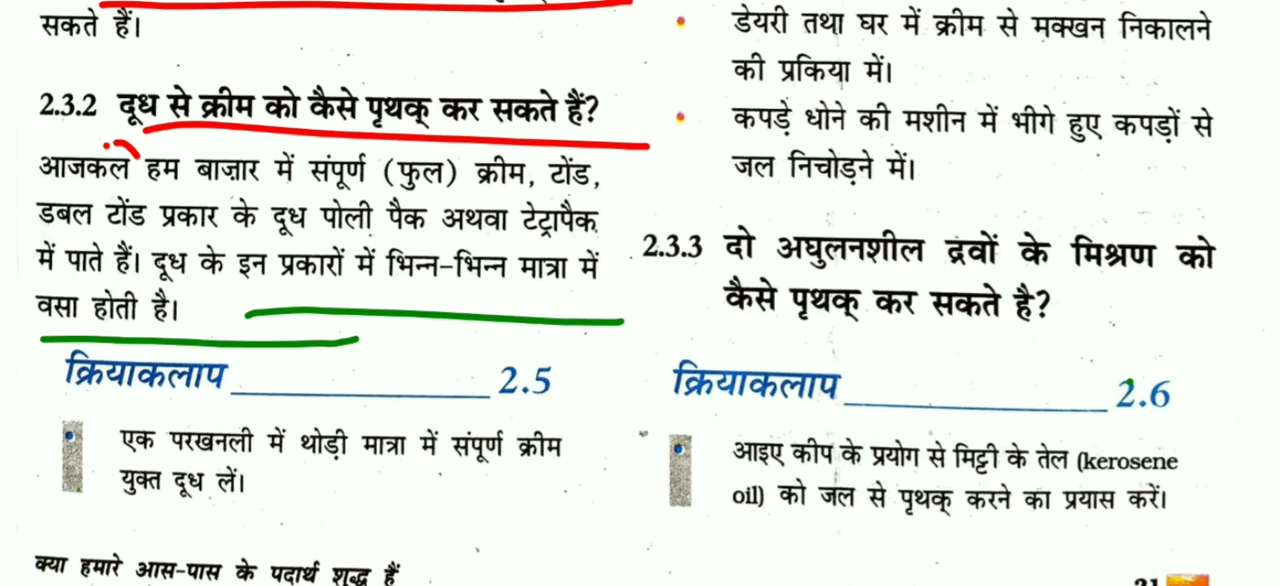 सकते हैं।
2.3.2 दूध से क्रीम को कैसे पृथक् कर सकते हैं?
आजकल हम बाज़ार में संपूर्ण (फुल) क्रीम, टोंड,
डबल टोंड प्रकार के दूध पोली पैक अथवा टेट्रापैक
में पाते हैं। दूध के इन प्रकारों में भिन्न-भिन्न मात्रा में
वसा होती है।
क्रियाकलाप 2.5
एक परखनली में थोड़ी मात्रा में संपूर्ण क्रीम
युक्त दूध लें।
क्या हमारे आस-पास के पदार्थ शुद्ध हैं
डेयरी तथा घर में क्रीम से मक्खन निकालने
की प्रकिया में।
कपड़े धोने की मशीन में भीगे हुए कपड़ों से
जल निचोड़ने में।
2.3.3 दो अघुलनशील द्रवों के मिश्रण को
कैसे पृथक् कर सकते है?
क्रियाकलाप 2.6
आइए कीप के प्रयोग से मिट्टी के तेल (kerosene
oil) को जल से पृथक् करने का प्रयास करें।